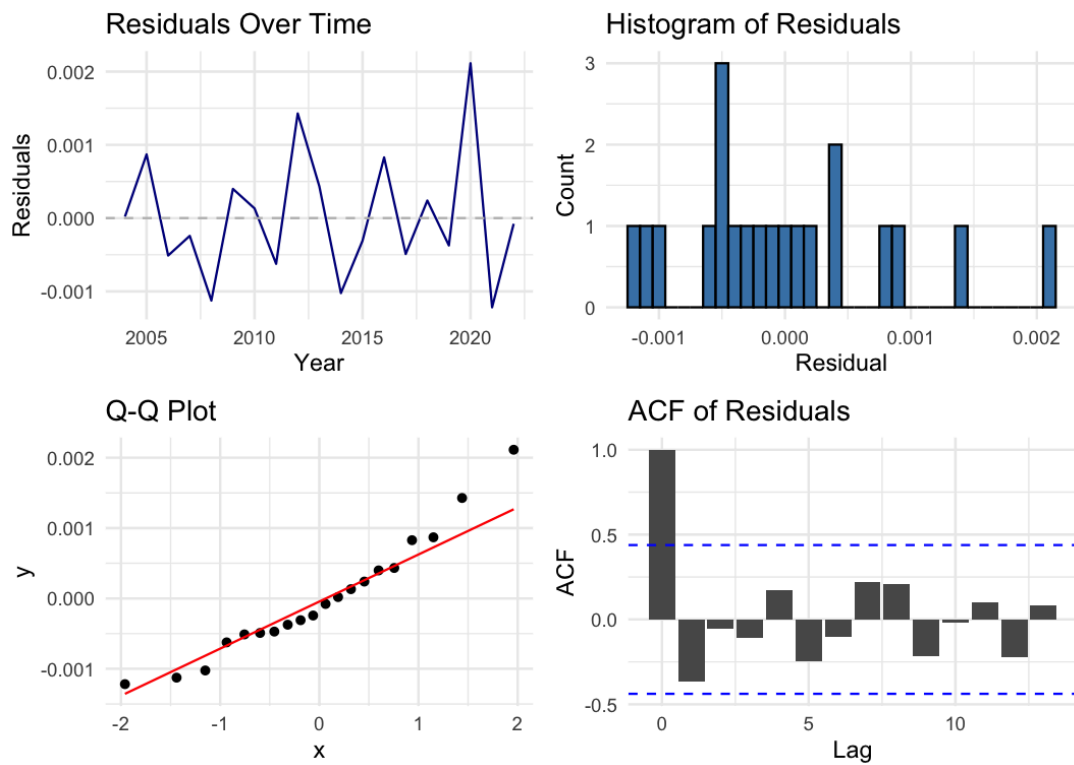 Residuals Over Time
0.002
0.001
0.000
-0.001
Residuals
2005 2010 2015 2020
Year
Histogram of Residuals
3
2
1
0
Count
-0.001 0.000 0.001 0.002
Residual
Q-Q Plot
0.002
0.001
0.000
-0.001
y
-2 -1 0 1 2
x
ACF of Residuals
1.0
0.5
0.0
-0.5
ACF
0 5 10
Lag